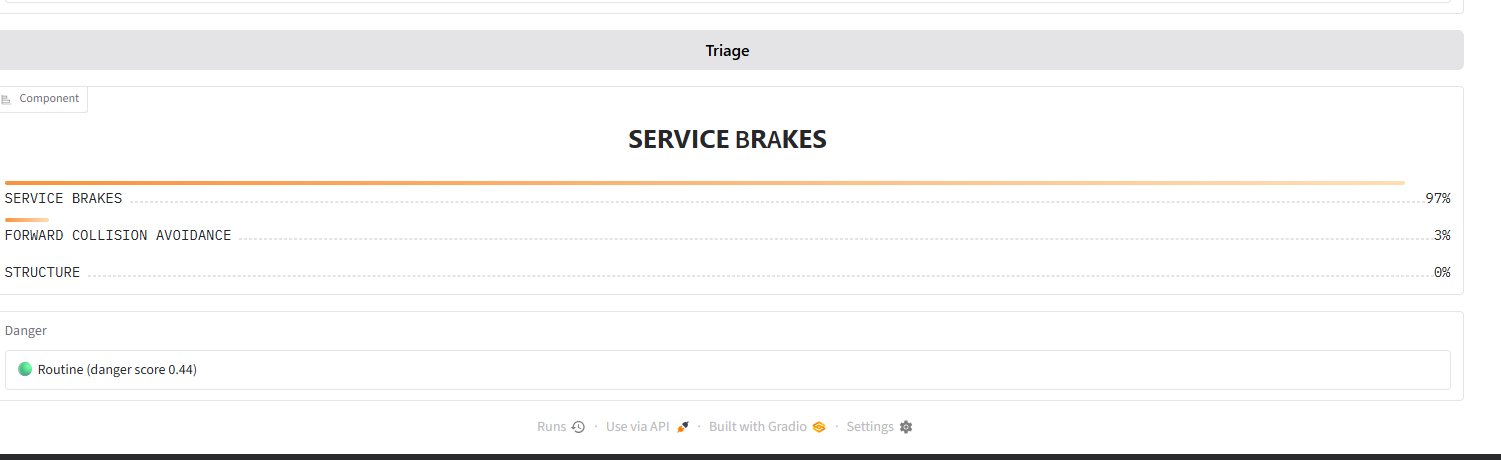 Triage
Component
SERVICE BRAKES
SERVICE BRAKES 97%
FORWARD COLLISION AVOIDANCE 3%
STRUCTURE 0%
Danger
Routine (danger score 0.44)
Runs · Use via API · Built with Gradio · Settings